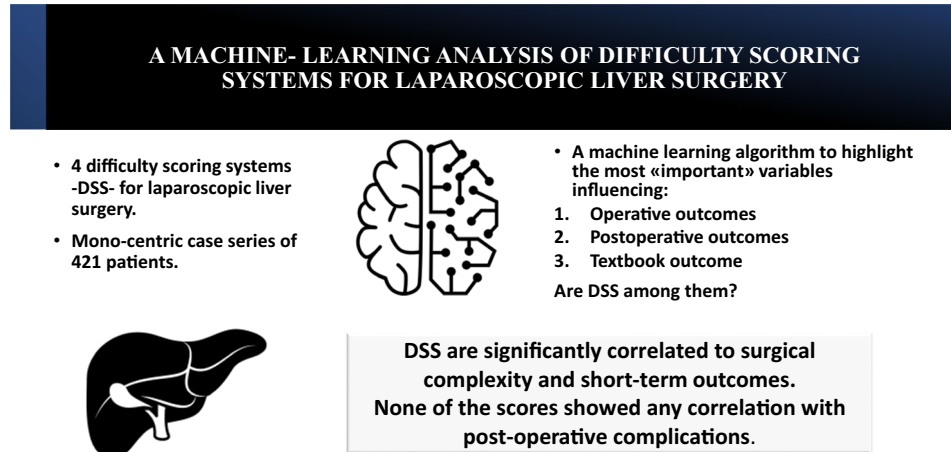 A MACHINE- LEARNING ANALYSIS OF DIFFICULTY SCORING
SYSTEMS FOR LAPAROSCOPIC LIVER SURGERY
• 4 difficulty scoring systems
-DSS- for laparoscopic liver
surgery.
• Mono-centric case series of
421 patients.
• A machine learning algorithm to highlight
the most «important» variables
influencing:
1. Operative outcomes
2. Postoperative outcomes
3. Textbook outcome
Are DSS among them?
DSS are significantly correlated to surgical
complexity and short-term outcomes.
None of the scores showed any correlation with
post-operative complications.